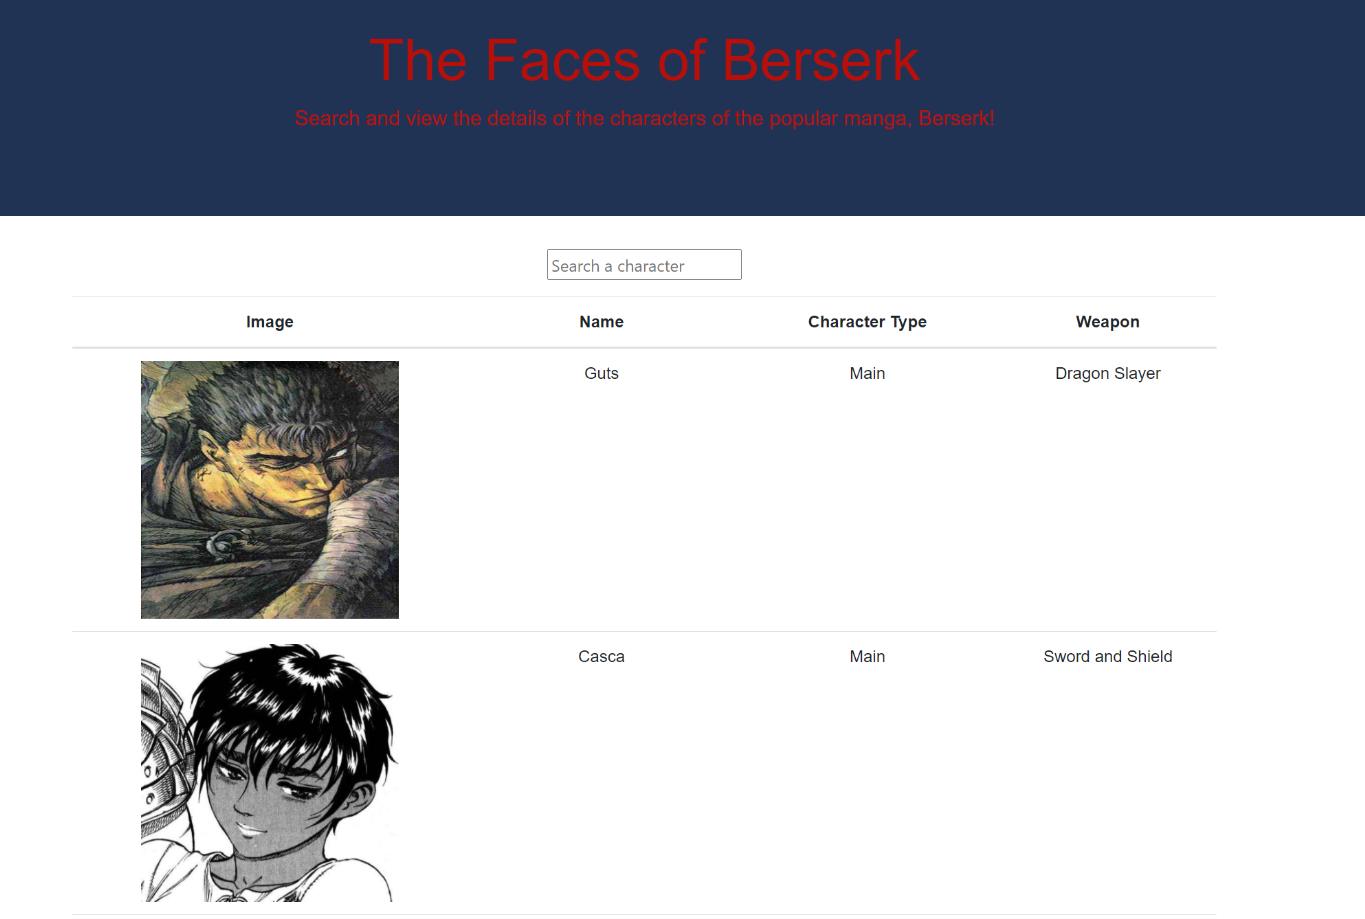 The Faces of Berserk
Search and view the details of the characters of the popular manga, Berserk!
Search a character
Image Name Character Type Weapon
Guts Main Dragon Slayer
Casca Main Sword and Shield